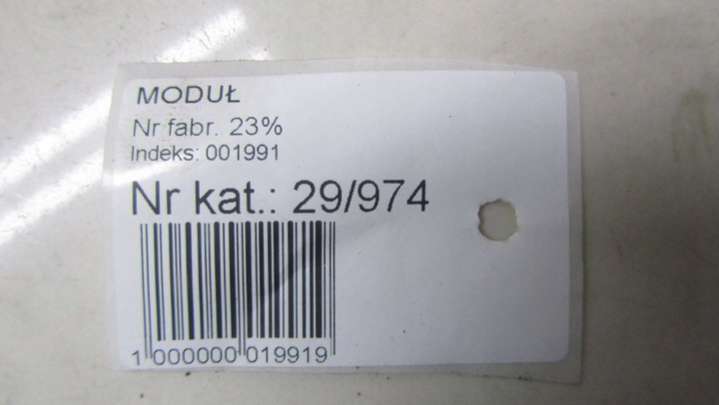 MODUŁ
Nr fabr. 23%
Indeks: 001991
Nr kat.: 29/974
1 000000 019919